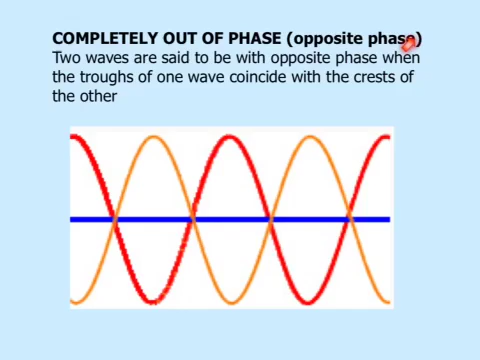 COMPLETELY OUT OF PHASE (opposite phase)
Two waves are said to be with opposite phase when
the troughs of one wave coincide with the crests of
the other